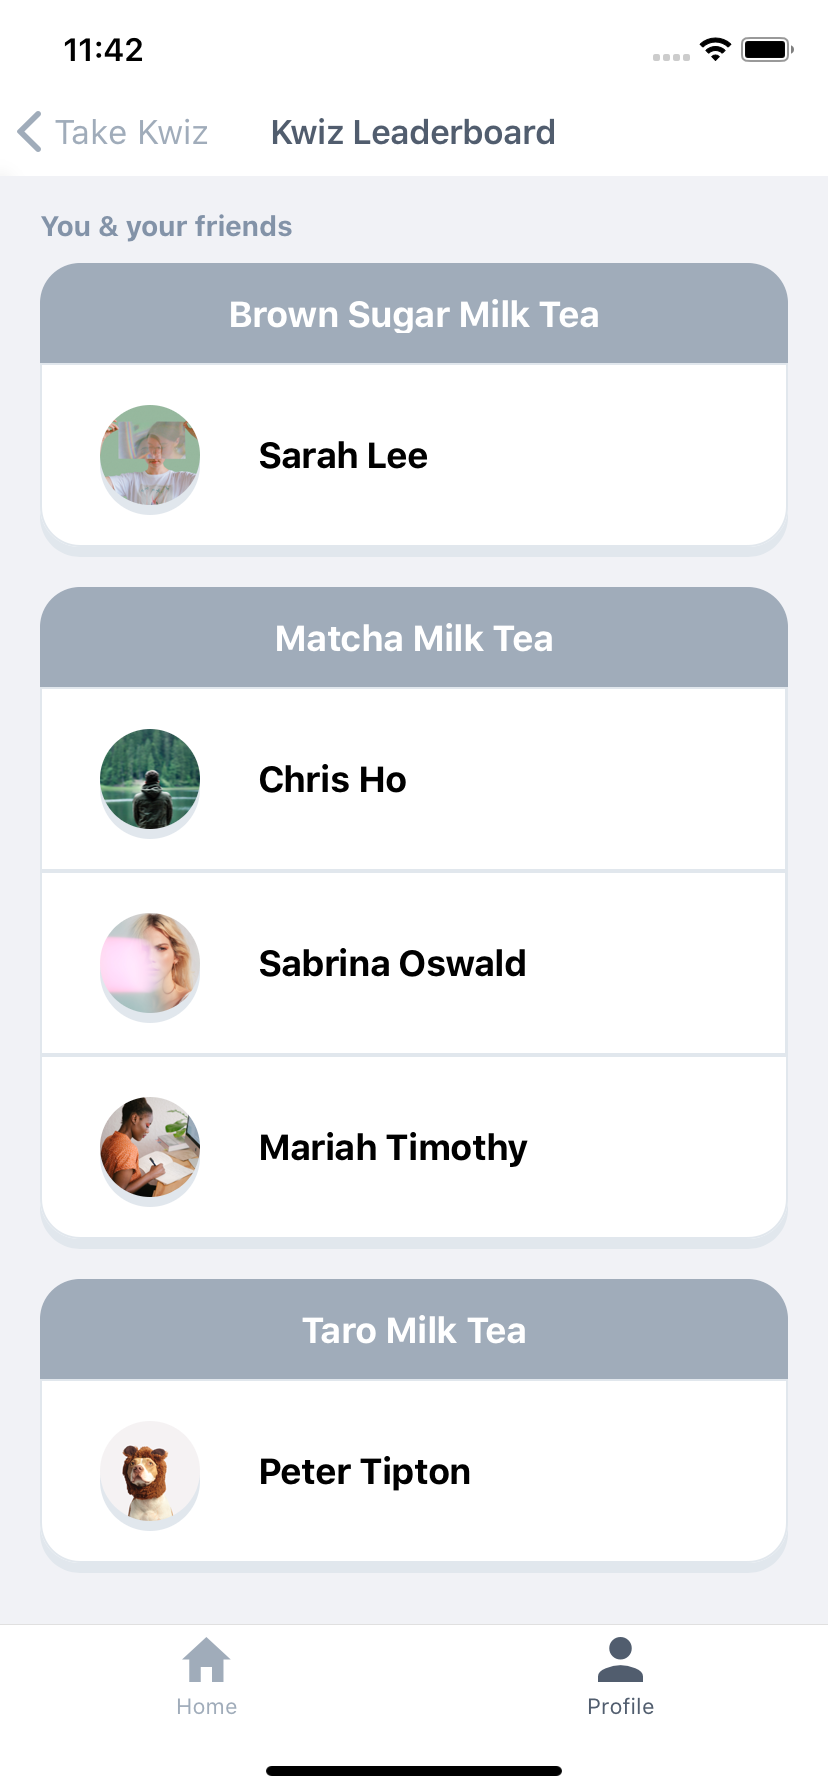 11:42
Take Kwiz
Kwiz Leaderboard
You & your friends
Brown Sugar Milk Tea
Sarah Lee
Matcha Milk Tea
Chris Ho
Sabrina Oswald
Mariah Timothy
Taro Milk Tea
Peter Tipton
Home
Profile